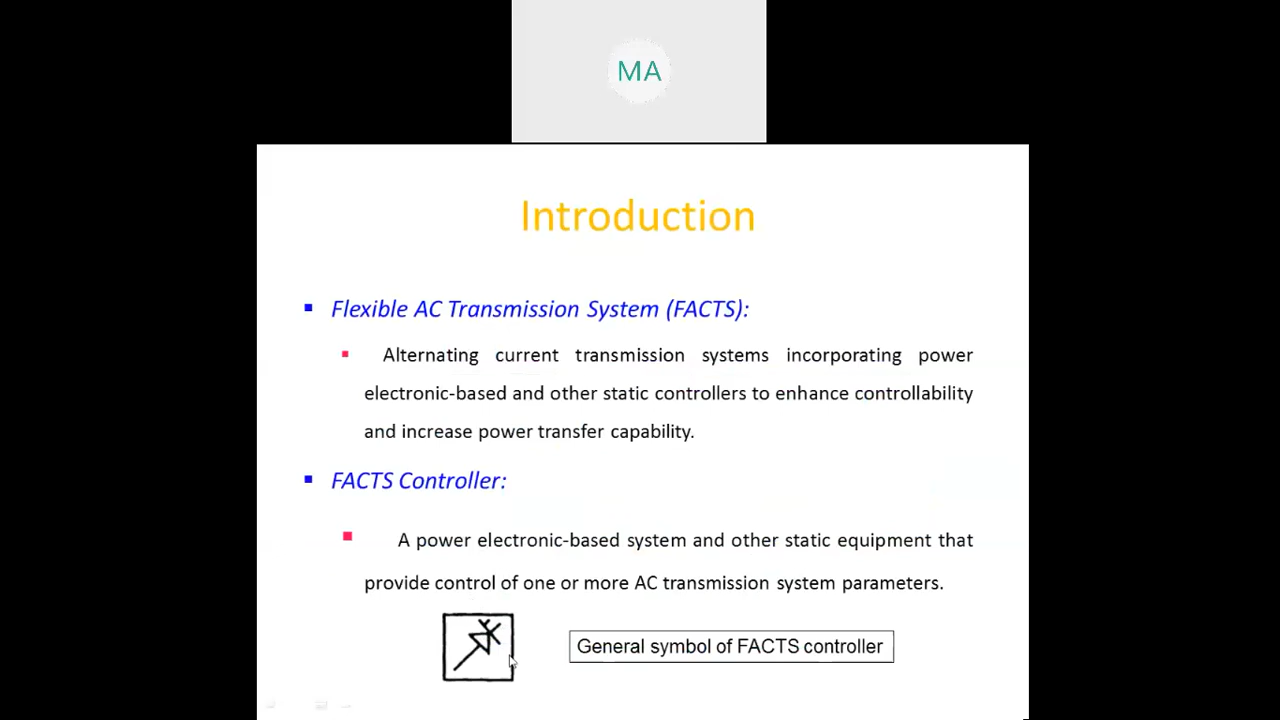 MA
Introduction
Flexible AC Transmission System (FACTS):
Alternating current transmission systems incorporating power
electronic-based and other static controllers to enhance controllability
and increase power transfer capability.
FACTS Controller:
A power electronic-based system and other static equipment that
provide control of one or more AC transmission system parameters.
General symbol of FACTS controller